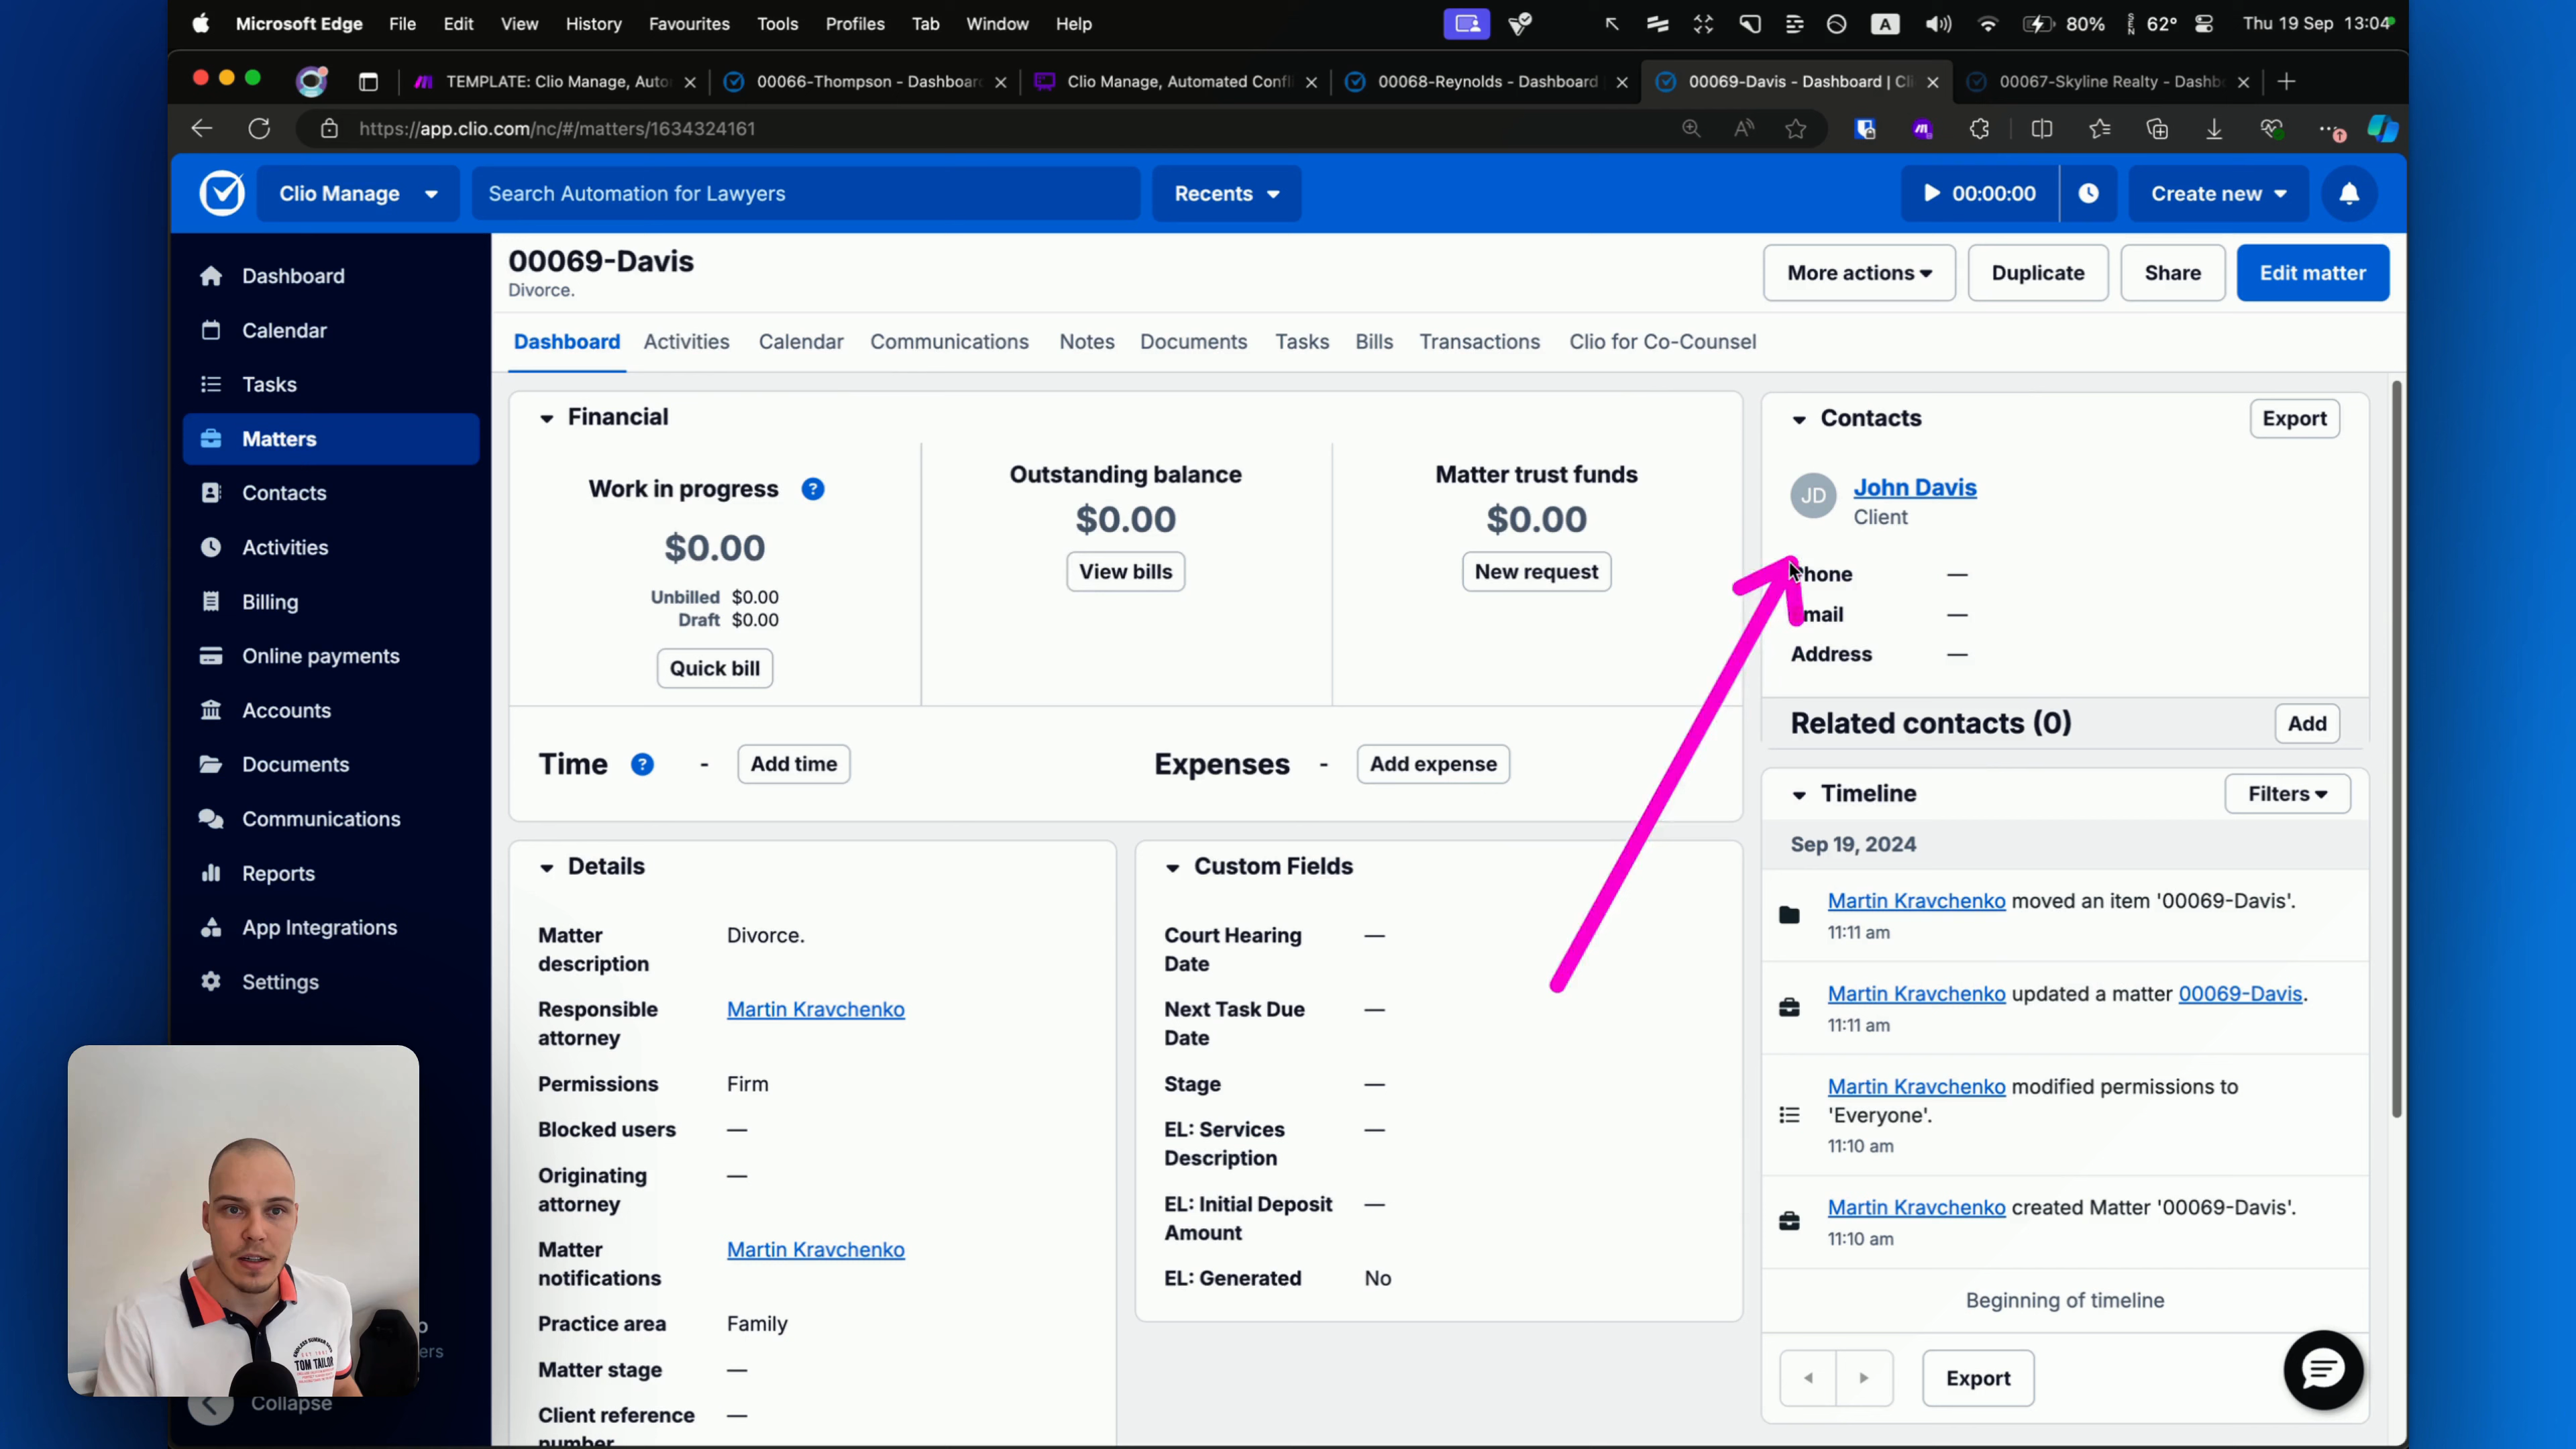 Microsoft Edge File Edit View History Favourites Tools Profiles Tab Window Help
A 80% 62° Thu 19 Sep 13:04
TEMPLATE: Clio Manage, Auto
00066-Thompson - Dashboard
Clio Manage, Automated Confli
00068-Reynolds - Dashboard
00069-Davis - Dashboard | Cli
00067-Skyline Realty - Dashb
https://app.clio.com/nc/#/matters/1634324161
Clio Manage
Search Automation for Lawyers
Recents
00:00:00
Create new
Dashboard
Calendar
Tasks
Matters
Contacts
Activities
Billing
Online payments
Accounts
Documents
Communications
Reports
App Integrations
Settings
Collapse
00069-Davis
Divorce.
More actions
Duplicate
Share
Edit matter
Dashboard Activities Calendar Communications Notes Documents Tasks Bills Transactions Clio for Co-Counsel
Financial
Work in progress ?
$0.00
Unbilled $0.00
Draft $0.00
Quick bill
Outstanding balance
$0.00
View bills
Matter trust funds
$0.00
New request
Time ? - Add time
Expenses - Add expense
Details
Matter
description
Divorce.
Responsible
attorney
Martin Kravchenko
Permissions Firm
Blocked users —
Originating
attorney
—
Matter
notifications
Martin Kravchenko
Practice area Family
Matter stage —
Client reference
number
—
Custom Fields
Court Hearing
Date
—
Next Task Due
Date
—
Stage —
EL: Services
Description
—
EL: Initial Deposit
Amount
—
EL: Generated No
Contacts
Export
JD
John Davis
Client
Phone —
Email —
Address —
Related contacts (0)
Add
Timeline
Filters
Sep 19, 2024
Martin Kravchenko moved an item '00069-Davis'.
11:11 am
Martin Kravchenko updated a matter 00069-Davis.
11:11 am
Martin Kravchenko modified permissions to
'Everyone'.
11:10 am
Martin Kravchenko created Matter '00069-Davis'.
11:10 am
Beginning of timeline
Export
TOM TAILOR